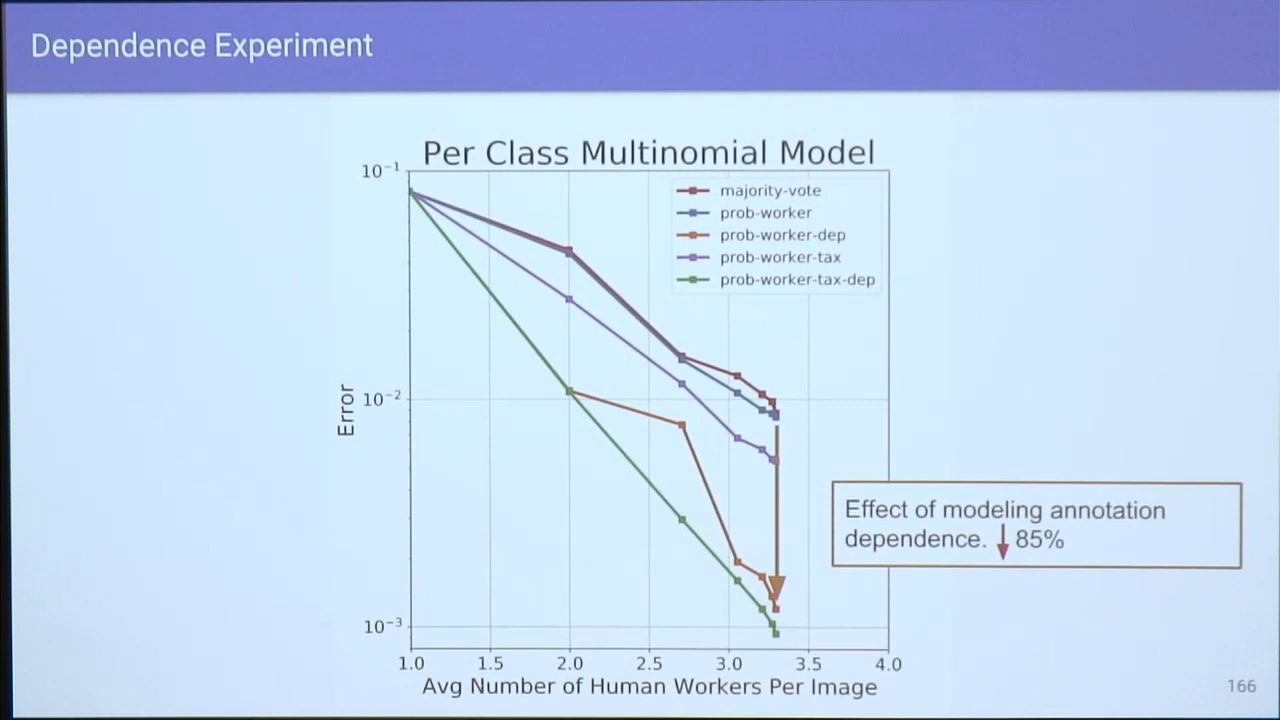 Dependence Experiment
Per Class Multinomial Model
10⁻¹
majority-vote
prob-worker
prob-worker-dep
prob-worker-tax
prob-worker-tax-dep
Error
10⁻²
Effect of modeling annotation
dependence. ↓ 85%
10⁻³
1.0 1.5 2.0 2.5 3.0 3.5 4.0
Avg Number of Human Workers Per Image
166